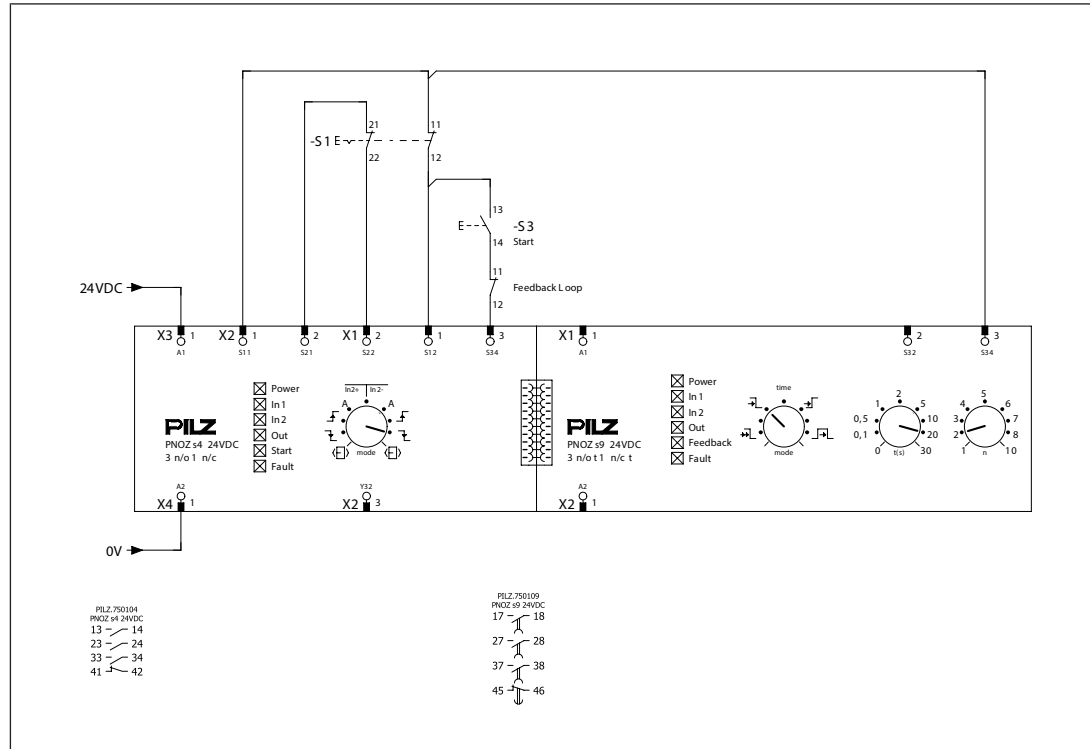 21 11
-S1 E
22 12
13
E -S3
14 Start
11
Feedback Loop
12
24VDC
X3 1 X2 1 2 X1 2 1 3 X1 1 2 3
A1 S11 S21 S22 S12 S34 A1 S32 S34
Power
In 1
In 2
Out
Start
Fault
In2+ In2-
A A
mode
PILZ
PNOZ s4 24VDC
3 n/o 1 n/c
A2 Y32
X4 1 X2 3
0V
Power
In 1
In 2
Out
Feedback
Fault
time
mode
PILZ
PNOZ s9 24VDC
3 n/o t 1 n/c t
0 0,1 0,5 1 2 5 10 20 30
t(s)
1 2 3 4 5 6 7 8 10
n
A2
X2 1
PILZ.750104
PNOZ s4 24VDC
13 14
23 24
33 34
41 42
PILZ.750109
PNOZ s9 24VDC
17 18
27 28
37 38
45 46